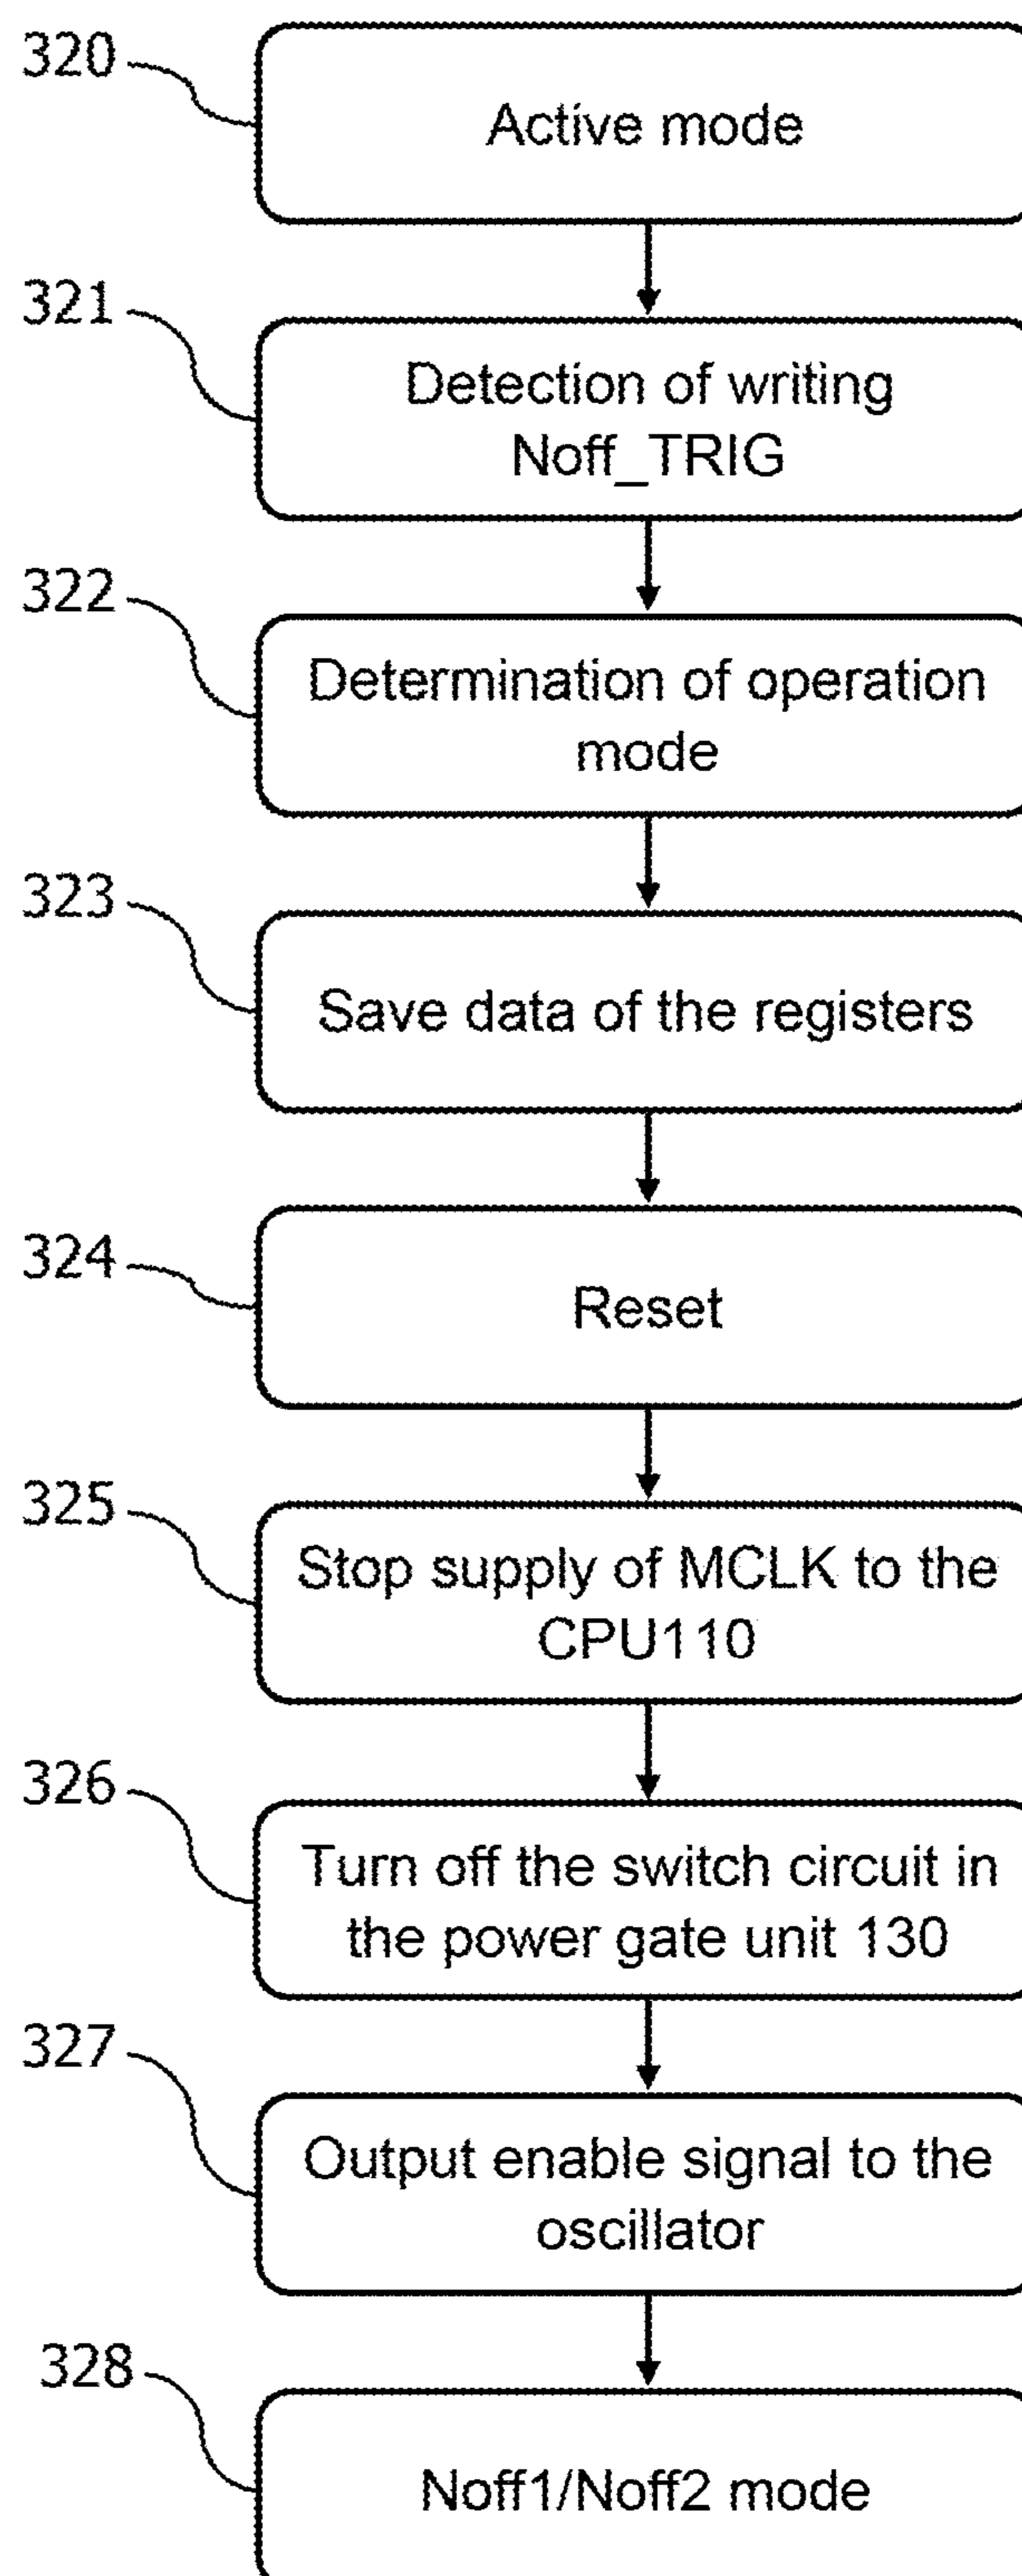 320
Active mode
321
Detection of writing
Noff_TRIG
322
Determination of operation
mode
323
Save data of the registers
324
Reset
325
Stop supply of MCLK to the
CPU110
326
Turn off the switch circuit in
the power gate unit 130
327
Output enable signal to the
oscillator
328
Noff1/Noff2 mode